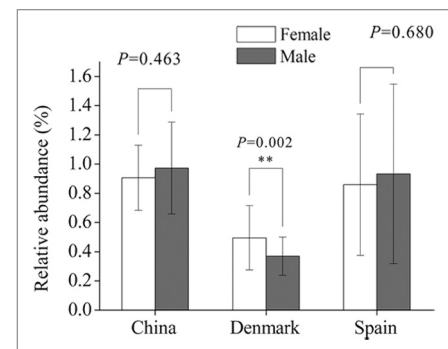 Female
Male
P=0.463
P=0.680
P=0.002
**
Relative abundance (%)
1.6
1.4
1.2
1.0
0.8
0.6
0.4
0.2
0.0
China
Denmark
Spain